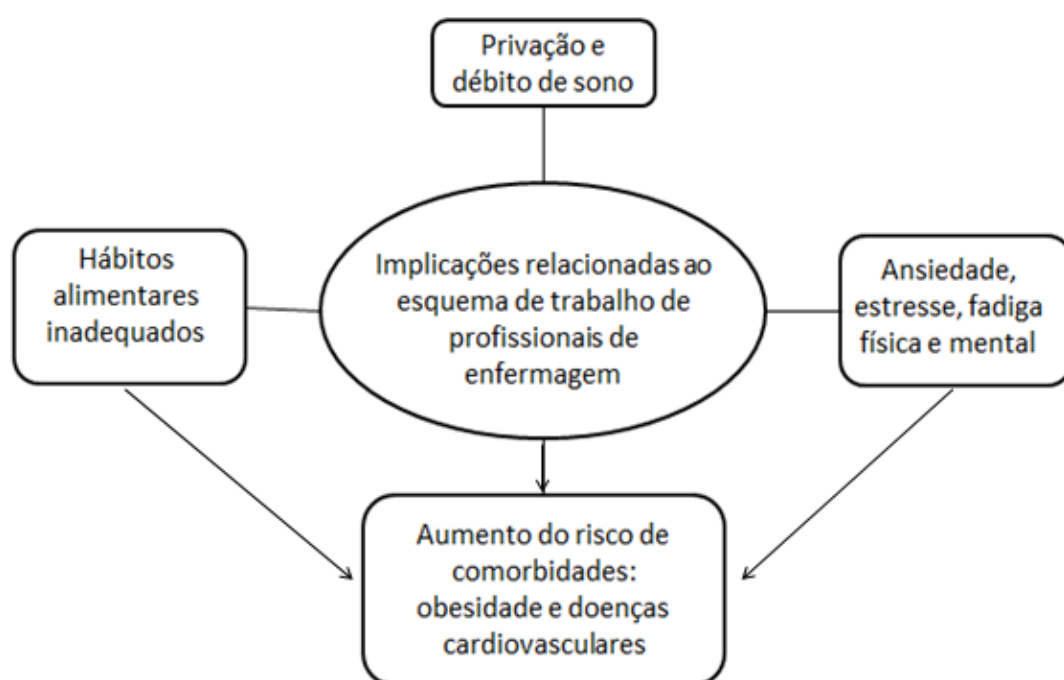 Privação e
débito de sono
Hábitos
alimentares
inadequados
Implicações relacionadas ao
esquema de trabalho de
profissionais de
enfermagem
Ansiedade,
estresse, fadiga
física e mental
Aumento do risco de
comorbidades:
obesidade e doenças
cardiovasculares